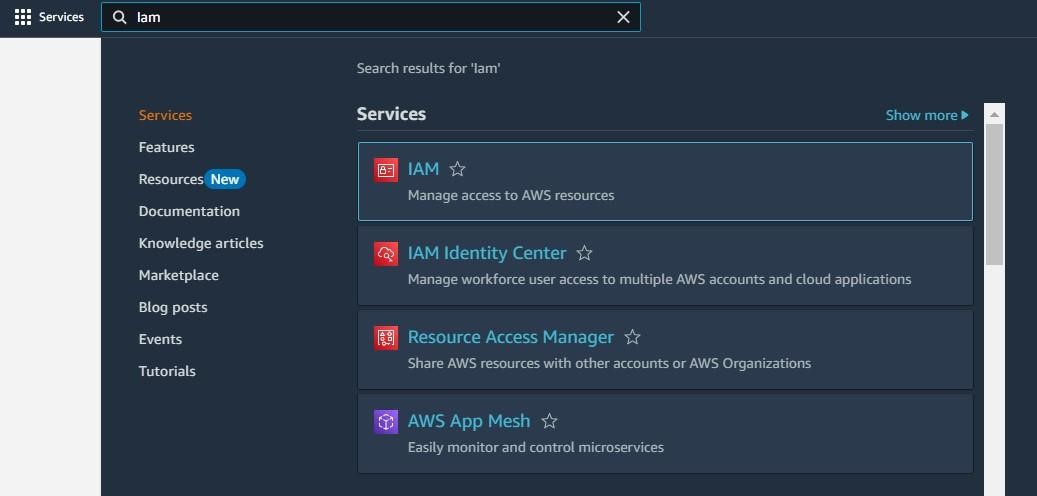 Services
Iam
Search results for 'Iam'
Services
Features
Resources New
Documentation
Knowledge articles
Marketplace
Blog posts
Events
Tutorials
Services
Show more
IAM
Manage access to AWS resources
IAM Identity Center
Manage workforce user access to multiple AWS accounts and cloud applications
Resource Access Manager
Share AWS resources with other accounts or AWS Organizations
AWS App Mesh
Easily monitor and control microservices